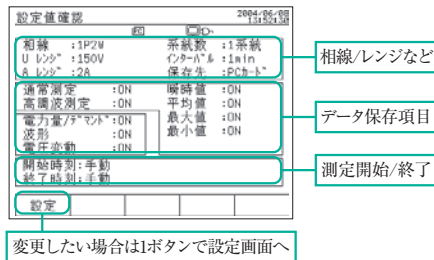 設定値確認
2004/06/08
13:52:30
PC
相線 :1P2W
系統数 :1系統
U レンジ :150V
インターバル :1min
A レンジ :2A
保存先 :PCカード
通常測定 :ON
瞬時値 :ON
高調波測定 :ON
平均値 :ON
電力量/デマンド:ON
最大値 :ON
波形 :ON
最小値 :ON
電圧変動 :ON
開始時刻:手動
終了時刻:手動
設定
相線/レンジなど
データ保存項目
測定開始/終了
変更したい場合は1ボタンで設定画面へ